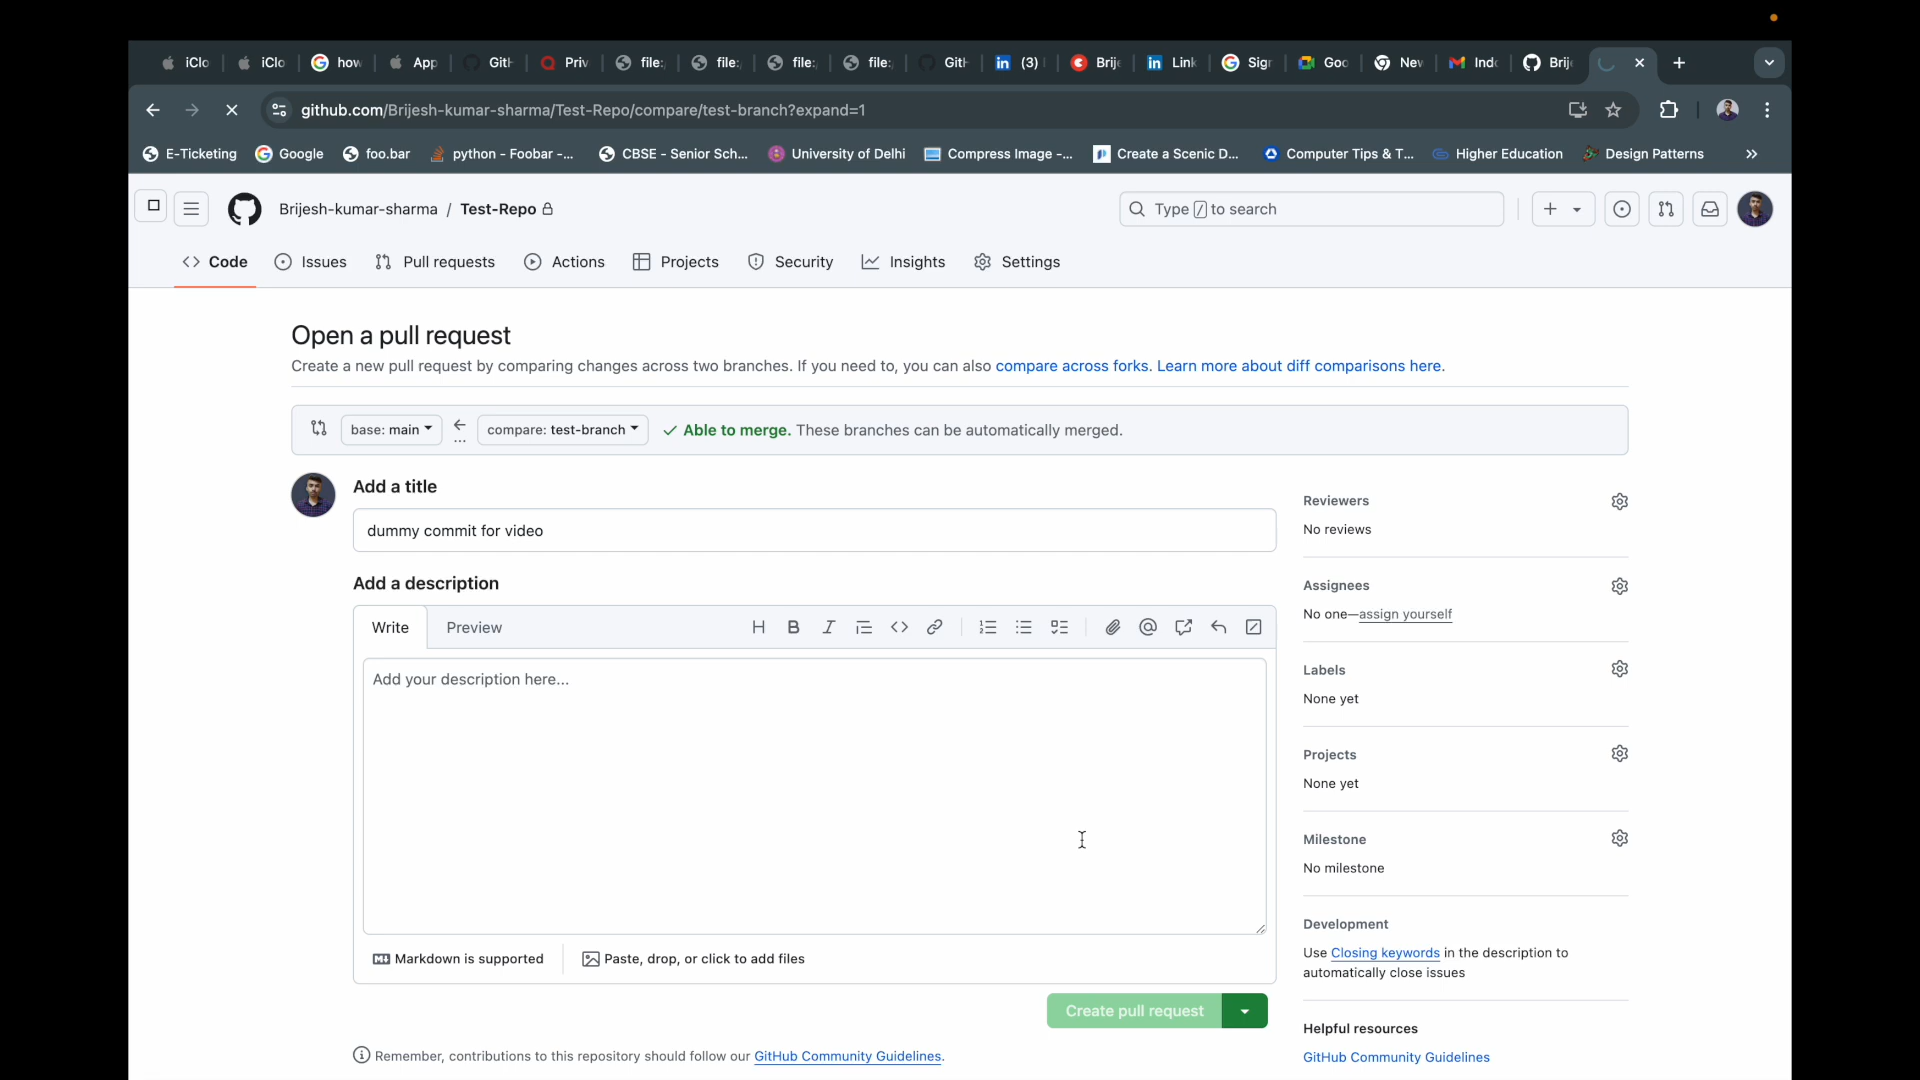 iClo iClo how App Gith Priv file: file: file: file: Gith (3) Brije Link Sigr Goo Nev Indo Brije
github.com/Brijesh-kumar-sharma/Test-Repo/compare/test-branch?expand=1
E-Ticketing Google foo.bar python - Foobar -... CBSE - Senior Sch... University of Delhi Compress Image -... Create a Scenic D... Computer Tips & T... Higher Education Design Patterns »
Brijesh-kumar-sharma / Test-Repo Type / to search
Code Issues Pull requests Actions Projects Security Insights Settings
Open a pull request
Create a new pull request by comparing changes across two branches. If you need to, you can also compare across forks. Learn more about diff comparisons here.
base: main compare: test-branch Able to merge. These branches can be automatically merged.
Add a title
dummy commit for video
Add a description
Write Preview
Add your description here...
Markdown is supported Paste, drop, or click to add files
Create pull request
Remember, contributions to this repository should follow our GitHub Community Guidelines.
Reviewers
No reviews
Assignees
No one—assign yourself
Labels
None yet
Projects
None yet
Milestone
No milestone
Development
Use Closing keywords in the description to
automatically close issues
Helpful resources
GitHub Community Guidelines